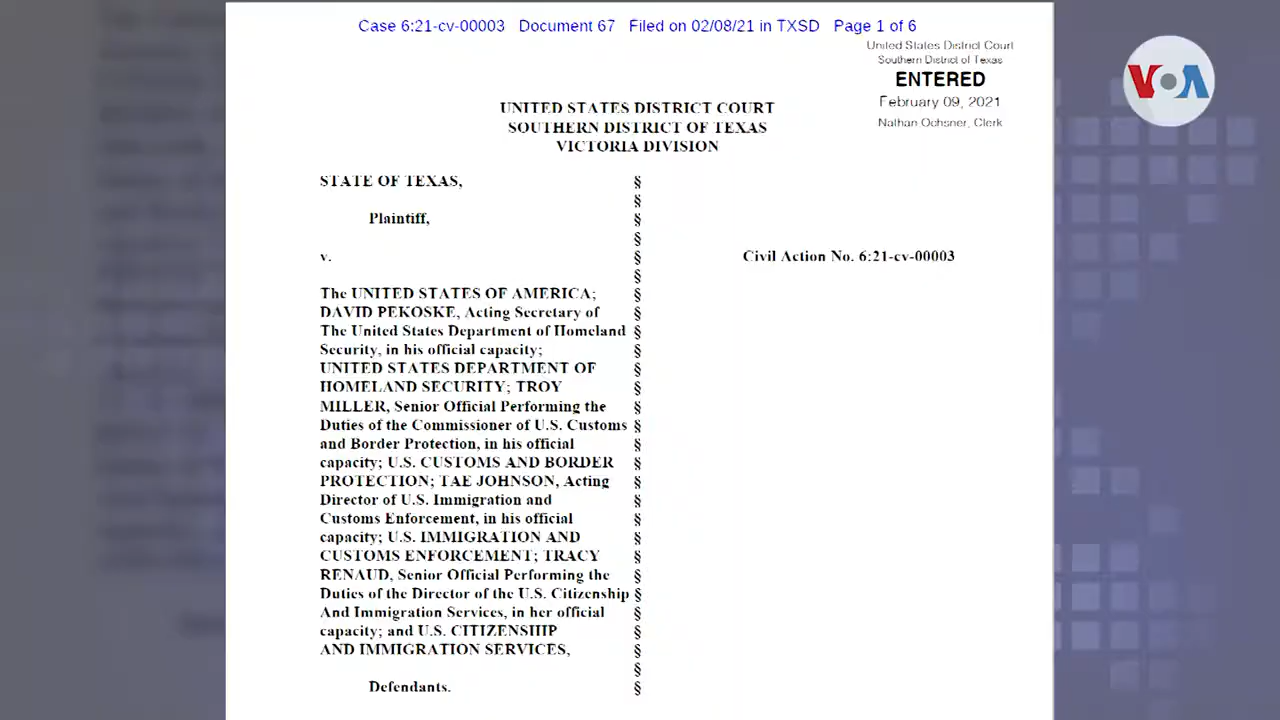 Case 6:21-cv-00003 Document 67 Filed on 02/08/21 in TXSD Page 1 of 6
United States District Court
Southern District of Texas
ENTERED
February 09, 2021
Nathan Ochsner, Clerk
VOA
UNITED STATES DISTRICT COURT
SOUTHERN DISTRICT OF TEXAS
VICTORIA DIVISION
STATE OF TEXAS, §
§
Plaintiff, §
§
v. § Civil Action No. 6:21-cv-00003
§
The UNITED STATES OF AMERICA; §
DAVID PEKOSKE, Acting Secretary of §
The United States Department of Homeland §
Security, in his official capacity; §
UNITED STATES DEPARTMENT OF §
HOMELAND SECURITY; TROY §
MILLER, Senior Official Performing the §
Duties of the Commissioner of U.S. Customs §
and Border Protection, in his official §
capacity; U.S. CUSTOMS AND BORDER §
PROTECTION; TAE JOHNSON, Acting §
Director of U.S. Immigration and §
Customs Enforcement, in his official §
capacity; U.S. IMMIGRATION AND §
CUSTOMS ENFORCEMENT; TRACY §
RENAUD, Senior Official Performing the §
Duties of the Director of the U.S. Citizenship §
And Immigration Services, in her official §
capacity; and U.S. CITIZENSHIP §
AND IMMIGRATION SERVICES, §
§
Defendants. §